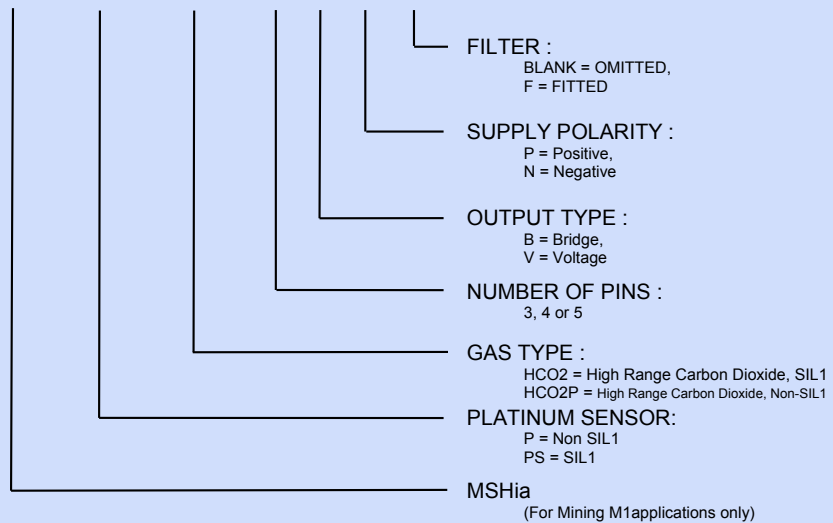 FILTER :
BLANK = OMITTED,
F = FITTED
SUPPLY POLARITY :
P = Positive,
N = Negative
OUTPUT TYPE :
B = Bridge,
V = Voltage
NUMBER OF PINS :
3, 4 or 5
GAS TYPE :
HCO2 = High Range Carbon Dioxide, SIL1
HCO2P = High Range Carbon Dioxide, Non-SIL1
PLATINUM SENSOR:
P = Non SIL1
PS = SIL1
MSHia
(For Mining M1applications only)